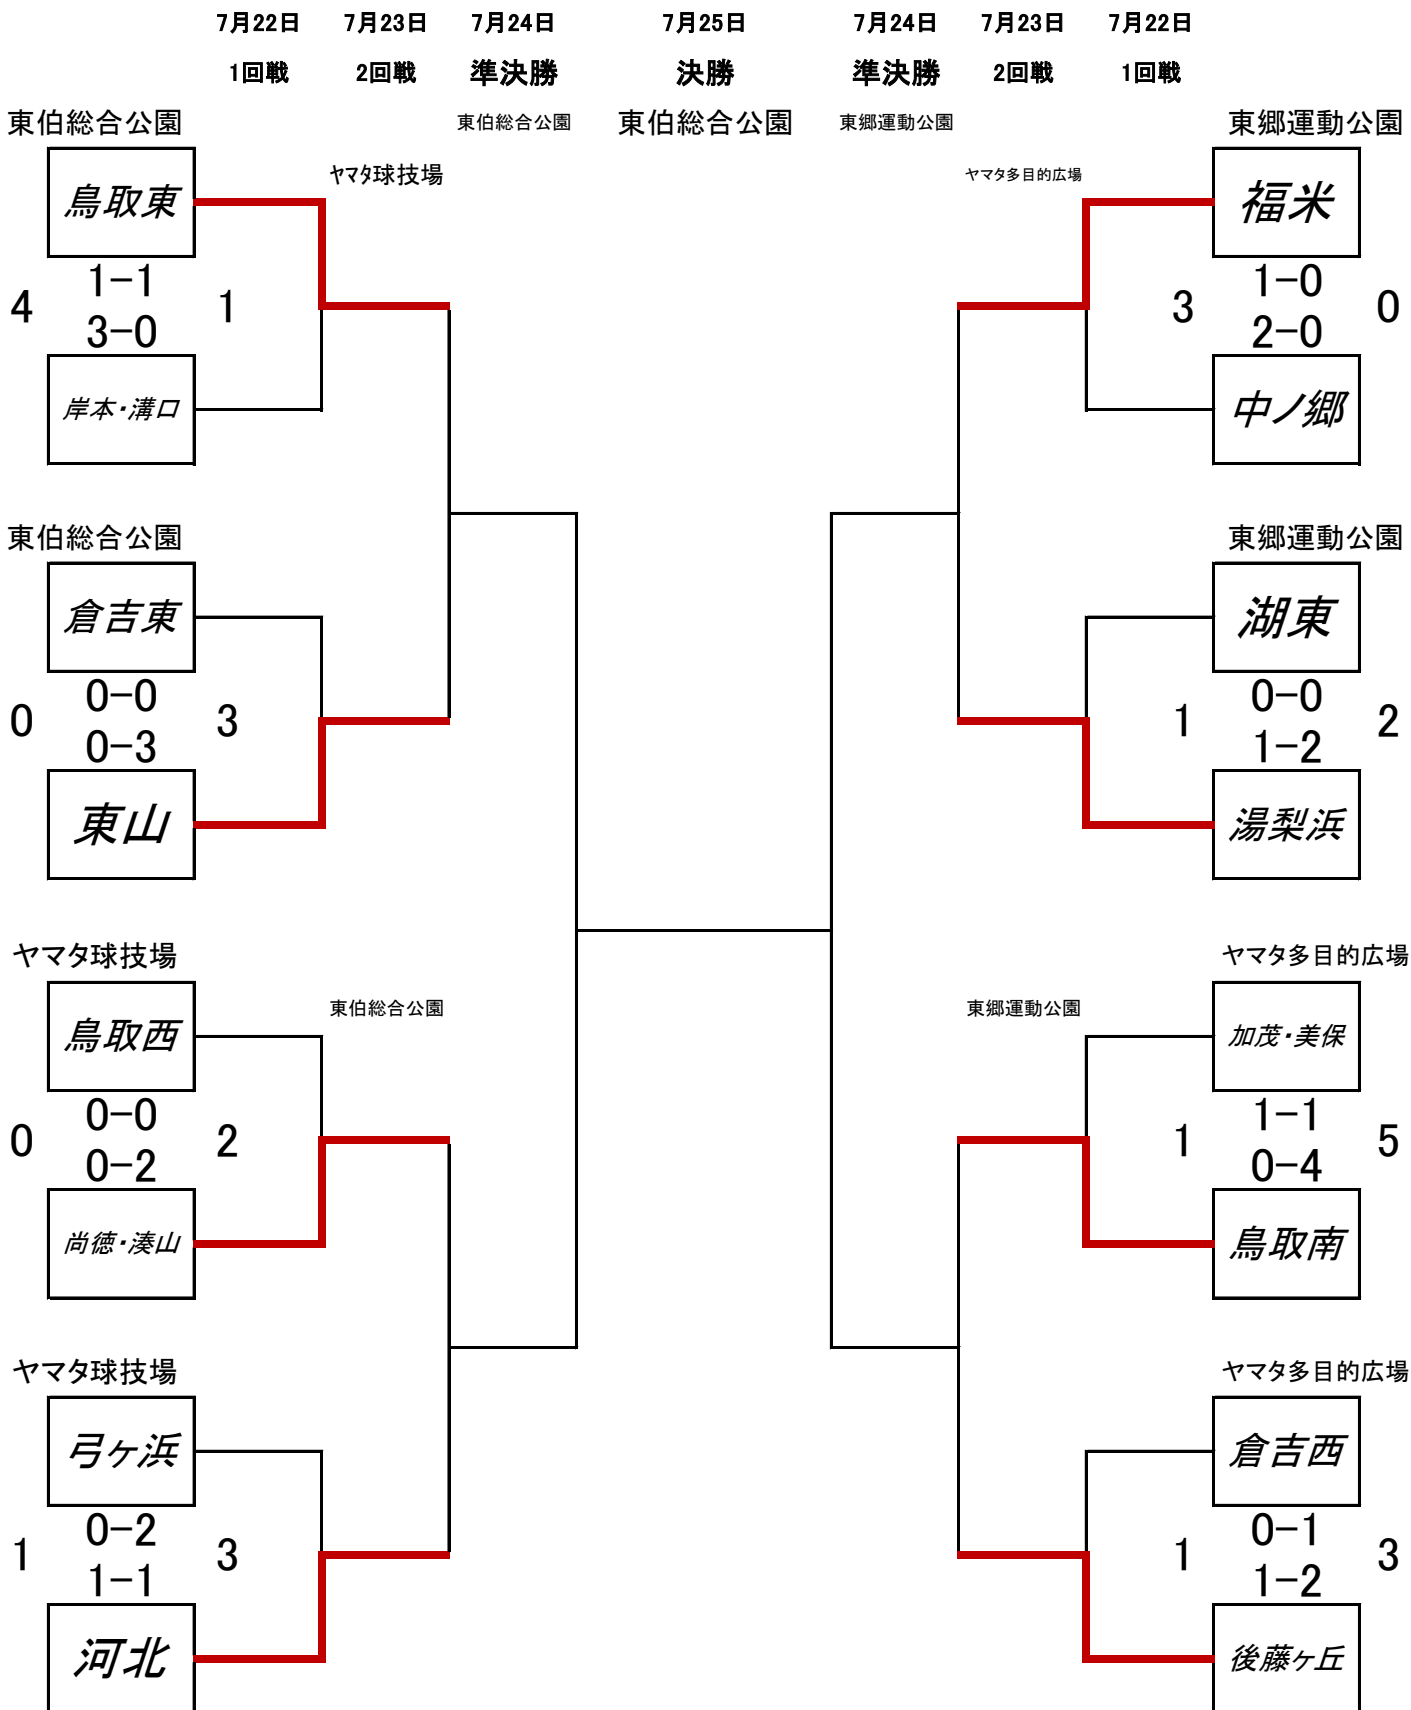 7月22日 7月23日 7月24日 7月25日 7月24日 7月23日 7月22日
1回戦 2回戦 準決勝 決勝 準決勝 2回戦 1回戦
東伯総合公園 東伯総合公園 東伯総合公園 東郷運動公園 東郷運動公園
ヤマタ球技場 ヤマタ多目的広場
鳥取東 福米
1-1 1-0
4 1 3 0
3-0 2-0
岸本・溝口 中ノ郷
東伯総合公園 東郷運動公園
倉吉東 湖東
0-0 0-0
0 3 1 2
0-3 1-2
東山 湯梨浜
ヤマタ球技場 ヤマタ多目的広場
東伯総合公園 東郷運動公園
鳥取西 加茂・美保
0-0 1-1
0 2 1 5
0-2 0-4
尚徳・湊山 鳥取南
ヤマタ球技場 ヤマタ多目的広場
弓ヶ浜 倉吉西
0-2 0-1
1 3 1 3
1-1 1-2
河北 後藤ヶ丘